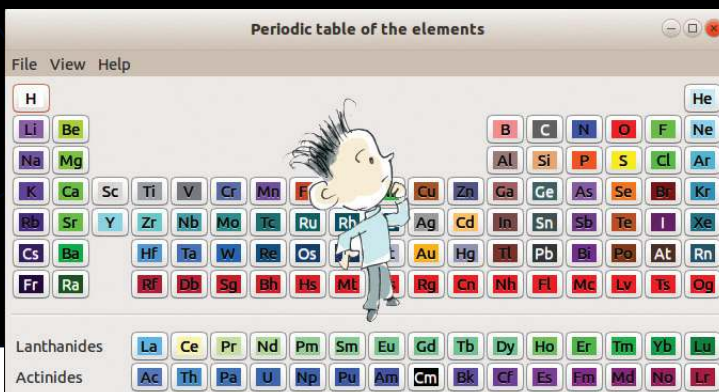 Periodic table of the elements
File View Help
H He
Li Be B C N O F Ne
Na Mg Al Si P S Cl Ar
K Ca Sc Ti V Cr Mn Cu Zn Ga Ge AS Se Br Kr
Rb Sr Y Zr Nb Mo Tc Ru Rh Ag Cd In Sn Sb Te I Xe
Cs Ba Hf Ta W Re Os Au Hg Tl Pb Bi Po At Rn
Fr Ra Rf Db Sg Bh Hs Mt Rg Cn Nh Fl Mc Lv Ts Og
Lanthanides La Ce Pr Nd Pm Sm Eu Gd Tb Dy Ho Er Tm Yb Lu
Actinides Ac Th Pa U Np Pu Am Cm Bk Cf Es Fm Md No Lr